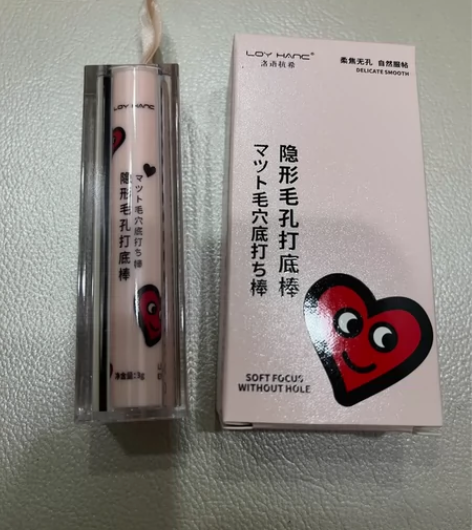 LOY HANC
マツト毛穴底打ち棒
隐形毛孔打底棒
净含量:3g
LOY HANC®
洛语杭希
柔焦无孔 自然服帖
DELICATE SMOOTH
隐形毛孔打底棒
マツト毛穴底打ち棒
SOFT FOCUS
WITHOUT HOLE